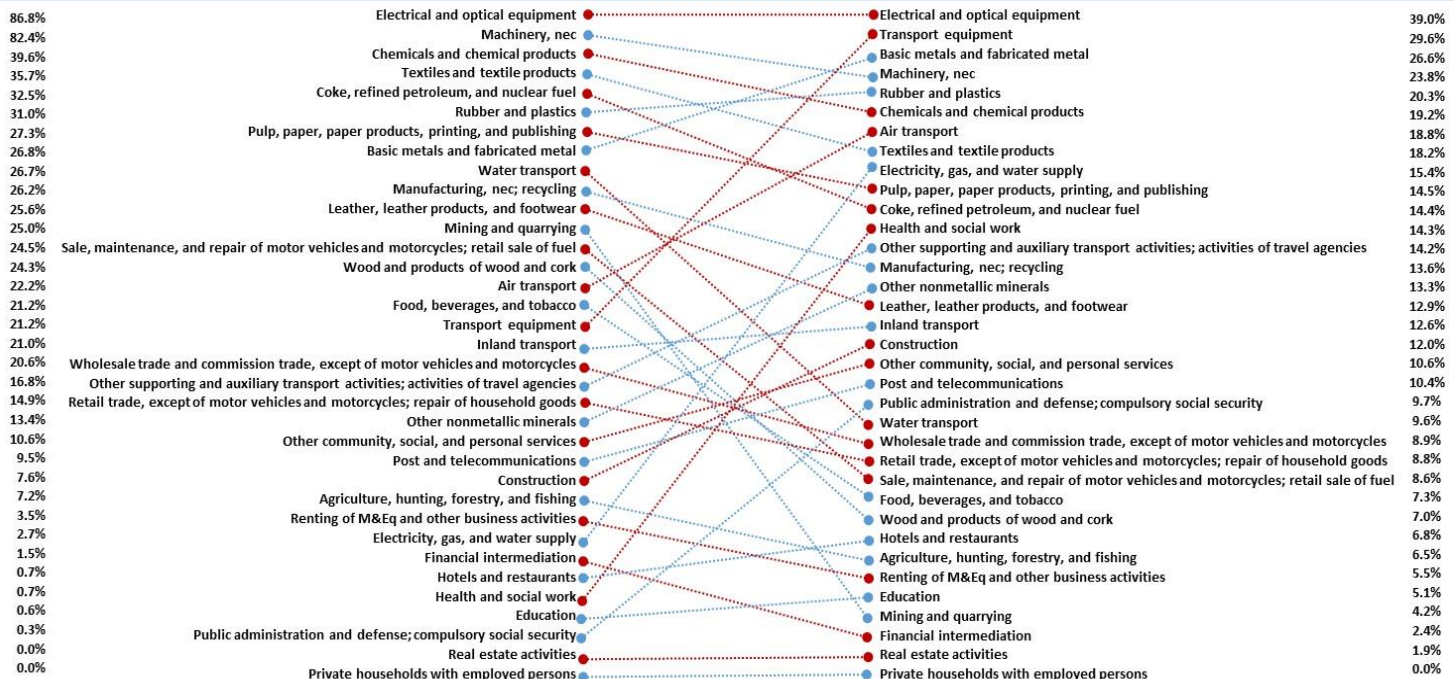 86.8% Electrical and optical equipment Electrical and optical equipment 39.0%
82.4% Machinery, nec Transport equipment 29.6%
39.6% Chemicals and chemical products Basic metals and fabricated metal 26.6%
35.7% Textiles and textile products Machinery, nec 23.8%
32.5% Coke, refined petroleum, and nuclear fuel Rubber and plastics 20.3%
31.0% Rubber and plastics Chemicals and chemical products 19.2%
27.3% Pulp, paper, paper products, printing, and publishing Air transport 18.8%
26.8% Basic metals and fabricated metal Textiles and textile products 18.2%
26.7% Water transport Electricity, gas, and water supply 15.4%
26.2% Manufacturing, nec; recycling Pulp, paper, paper products, printing, and publishing 14.5%
25.6% Leather, leather products, and footwear Coke, refined petroleum, and nuclear fuel 14.4%
25.0% Mining and quarrying Health and social work 14.3%
24.5% Sale, maintenance, and repair of motor vehicles and motorcycles; retail sale of fuel Other supporting and auxiliary transport activities; activities of travel agencies 14.2%
24.3% Wood and products of wood and cork Manufacturing, nec; recycling 13.6%
22.2% Air transport Other nonmetallic minerals 13.3%
21.2% Food, beverages, and tobacco Leather, leather products, and footwear 12.9%
21.2% Transport equipment Inland transport 12.6%
21.0% Inland transport Construction 12.0%
20.6% Wholesale trade and commission trade, except of motor vehicles and motorcycles Other community, social, and personal services 10.6%
16.8% Other supporting and auxiliary transport activities; activities of travel agencies Post and telecommunications 10.4%
14.9% Retail trade, except of motor vehicles and motorcycles; repair of household goods Public administration and defense; compulsory social security 9.7%
13.4% Other nonmetallic minerals Water transport 9.6%
10.6% Other community, social, and personal services Wholesale trade and commission trade, except of motor vehicles and motorcycles 8.9%
9.5% Post and telecommunications Retail trade, except of motor vehicles and motorcycles; repair of household goods 8.8%
7.6% Construction Sale, maintenance, and repair of motor vehicles and motorcycles; retail sale of fuel 8.6%
7.2% Agriculture, hunting, forestry, and fishing Food, beverages, and tobacco 7.3%
3.5% Renting of M&Eq and other business activities Wood and products of wood and cork 7.0%
2.7% Electricity, gas, and water supply Hotels and restaurants 6.8%
1.5% Financial intermediation Agriculture, hunting, forestry, and fishing 6.5%
0.7% Hotels and restaurants Renting of M&Eq and other business activities 5.5%
0.7% Health and social work Education 5.1%
0.6% Education Mining and quarrying 4.2%
0.3% Public administration and defense; compulsory social security Financial intermediation 2.4%
0.0% Real estate activities Real estate activities 1.9%
0.0% Private households with employed persons Private households with employed persons 0.0%